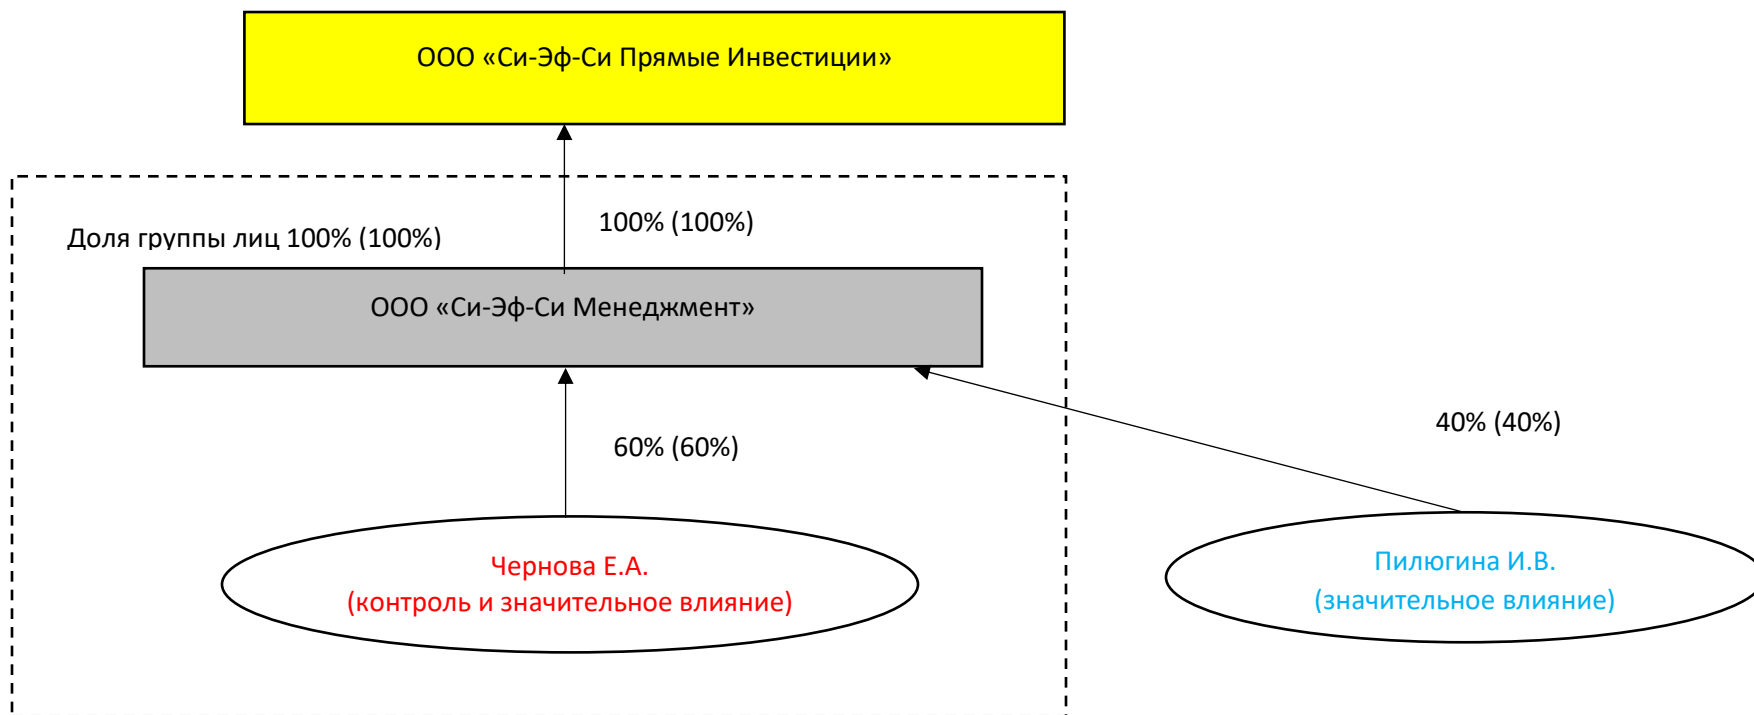 ООО «Си-Эф-Си Прямые Инвестиции»
100% (100%)
Доля группы лиц 100% (100%)
ООО «Си-Эф-Си Менеджмент»
60% (60%)
40% (40%)
Чернова Е.А.
(контроль и значительное влияние)
Пилюгина И.В.
(значительное влияние)